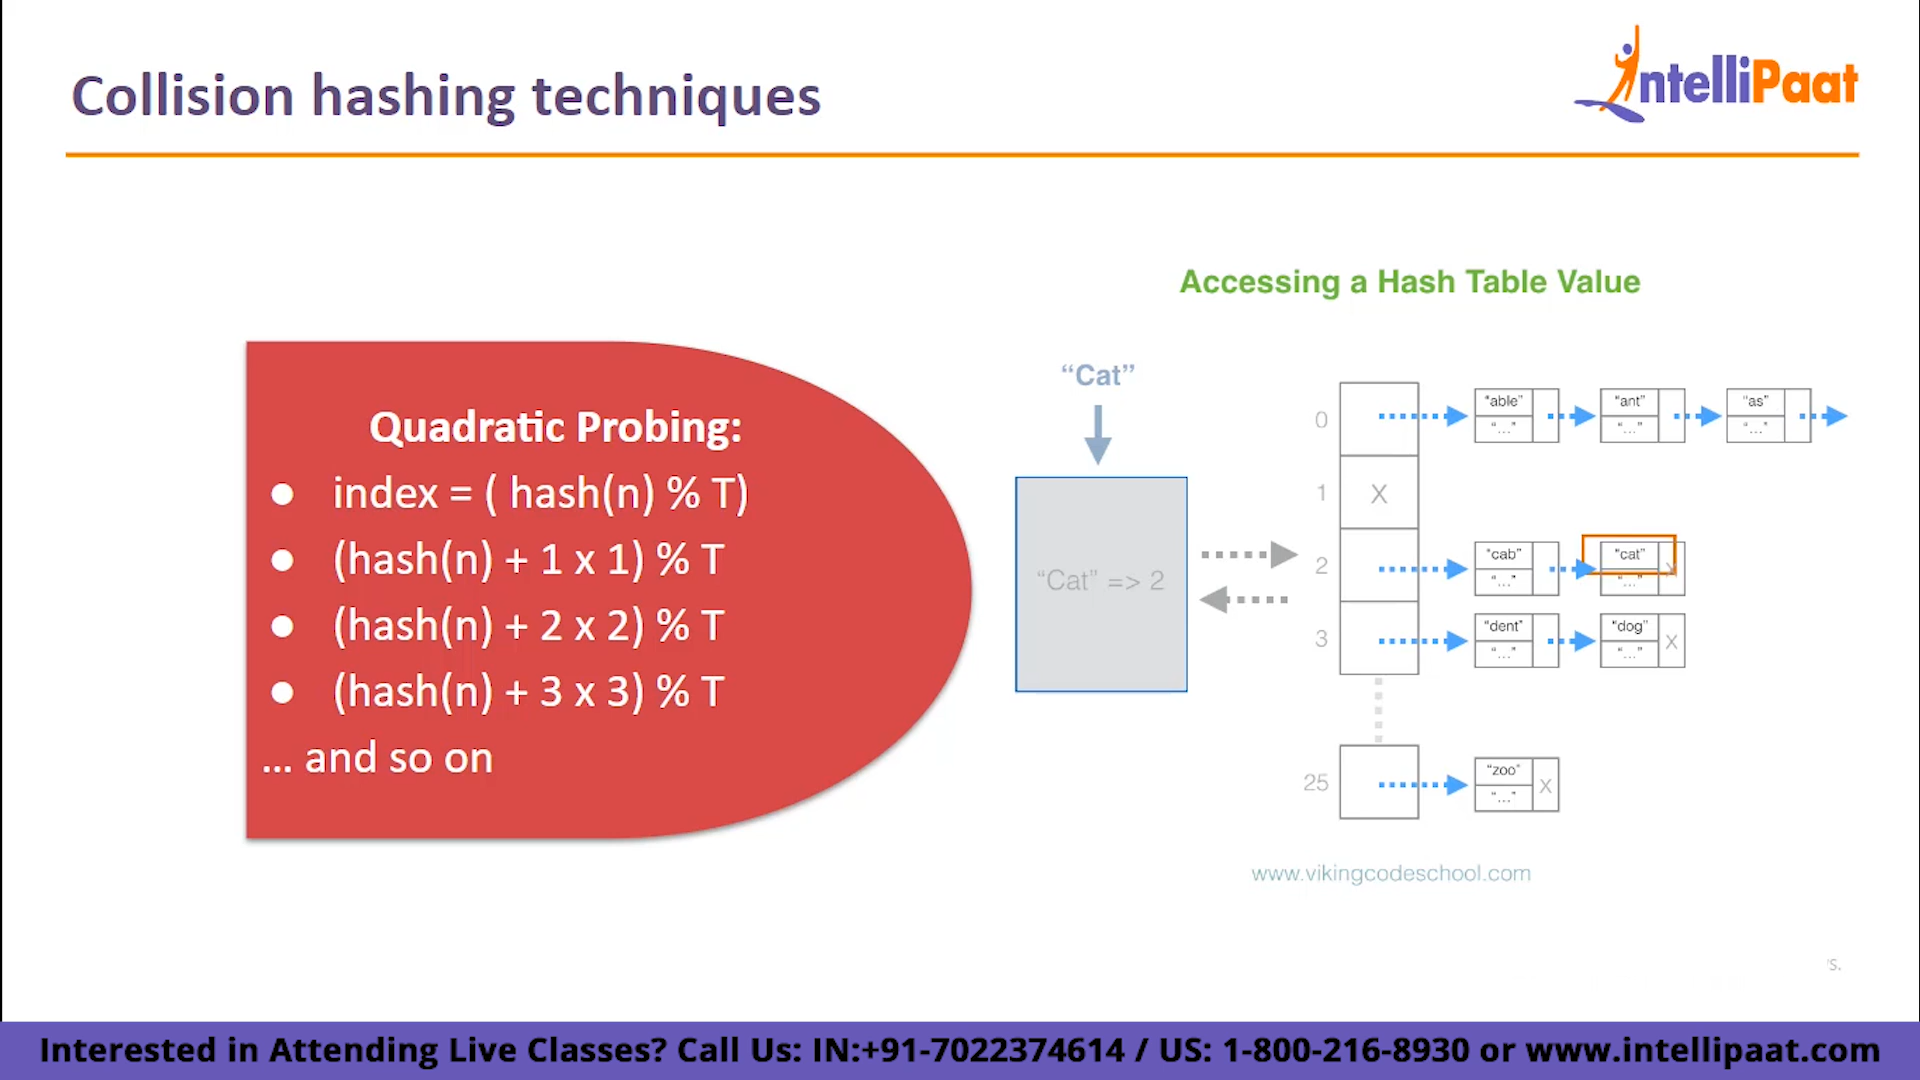 Collision hashing techniques
IntelliPaat
Quadratic Probing:
● index = ( hash(n) % T)
● (hash(n) + 1 x 1) % T
● (hash(n) + 2 x 2) % T
● (hash(n) + 3 x 3) % T
... and so on
Accessing a Hash Table Value
“Cat”
“Cat” => 2
0 “able” “ant” “as”
“...” “...” “...”
1 X
2 “cab” “cat” X
“...” “...”
3 “dent” “dog” X
“...” “...”
25 “zoo” X
“...”
www.vikingcodeschool.com
rs.
Interested in Attending Live Classes? Call Us: IN:+91-7022374614 / US: 1-800-216-8930 or www.intellipaat.com